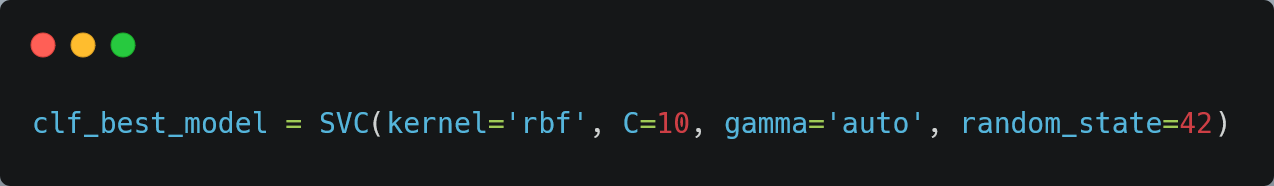 clf_best_model = SVC(kernel='rbf', C=10, gamma='auto', random_state=42)